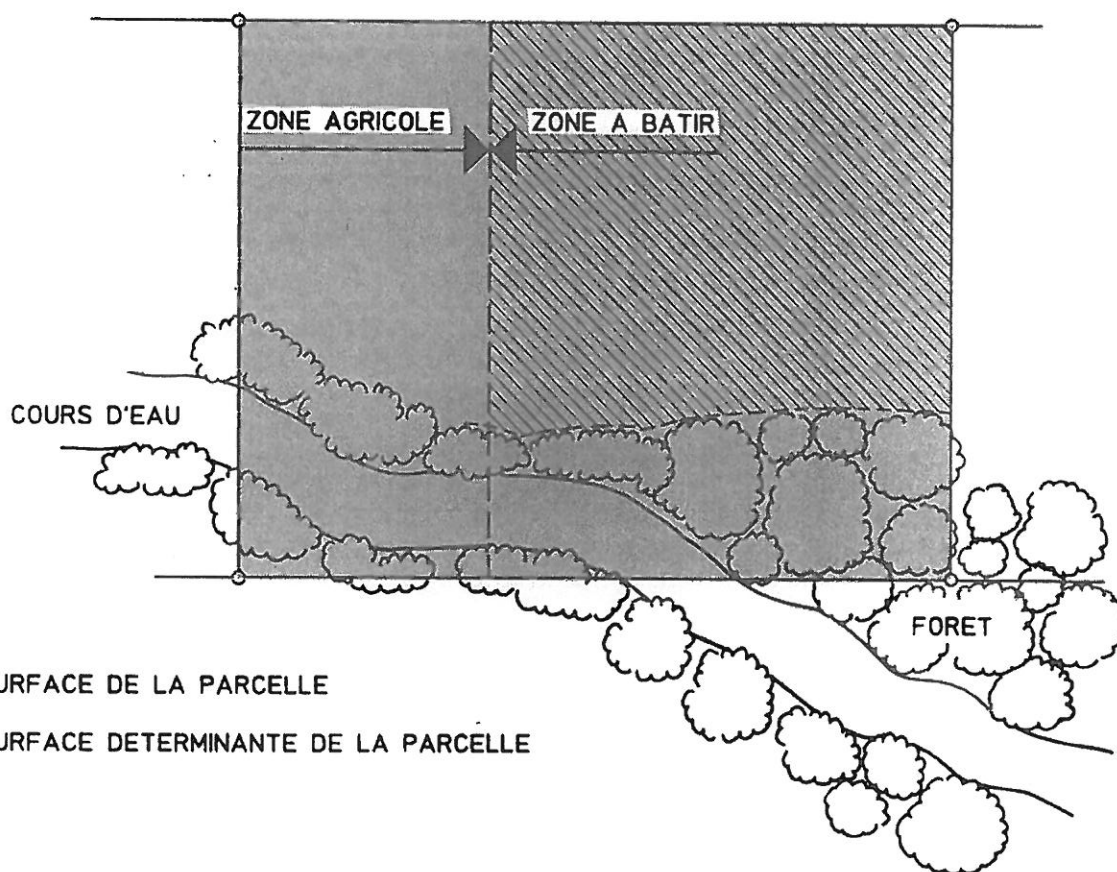 ZONE AGRICOLE
ZONE A BATIR
COURS D'EAU
FORET
URFACE DE LA PARCELLE
URFACE DETERMINANTE DE LA PARCELLE